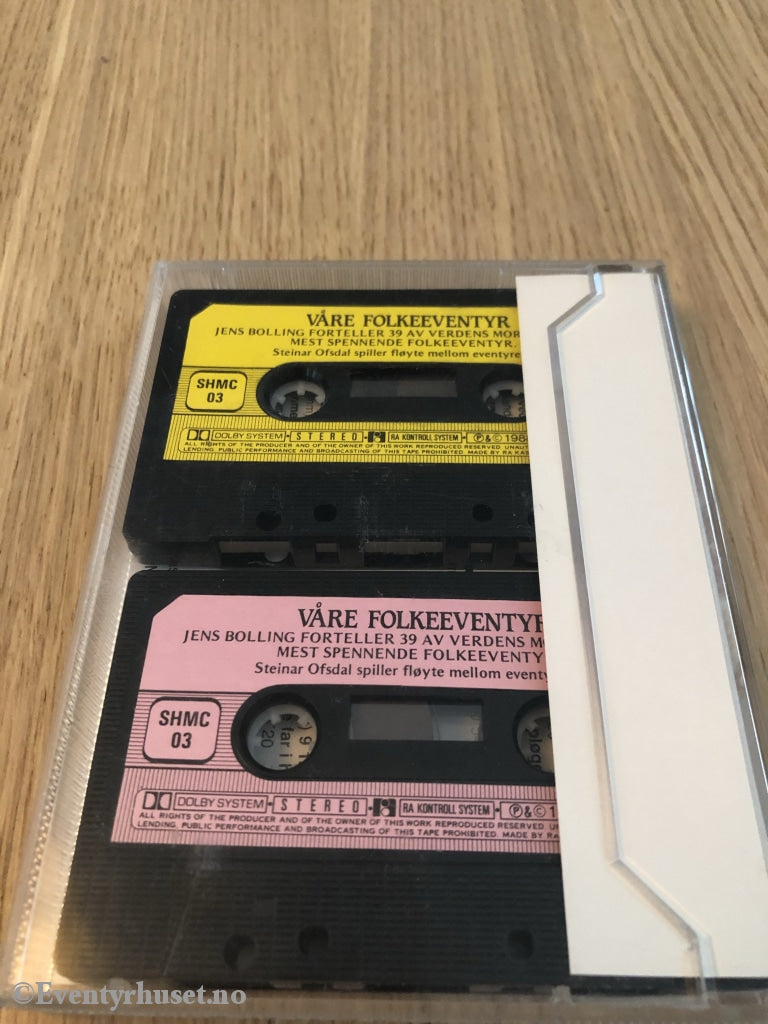 VÅRE FOLKEEVENTYR
JENS BOLLING FORTELLER 39 AV VERDENS
MEST SPENNENDE FOLKEEVENTYR.
Steinar Ofsdal spiller fløyte mellom
SHMC
03
DOLBY SYSTEM STEREO RA KONTROLL SYSTEM ℗ & ©
ALL RIGHTS OF THE PRODUCER AND OF THE OWNER OF THIS WORK REPRODUCED RESERVED.
LENDING, PUBLIC PERFORMANCE AND BROADCASTING OF THIS TAPE PROHIBITED. MADE BY RA
VÅRE
JENS BOLLING FORTELLER 39 AV VERDENS
MEST SPENNENDE
Steinar Ofsdal spiller fløyte mellom
SHMC
03
20
DOLBY SYSTEM STEREO RA KONTROLL SYSTEM ℗ & ©
ALL RIGHTS OF THE PRODUCER AND OF THE OWNER OF THIS WORK REPRODUCED RESERVED
LENDING, PUBLIC PERFORMANCE AND BROADCASTING OF THIS TAPE PROHIBITED. MADE BY
©Eventyrhuset.no